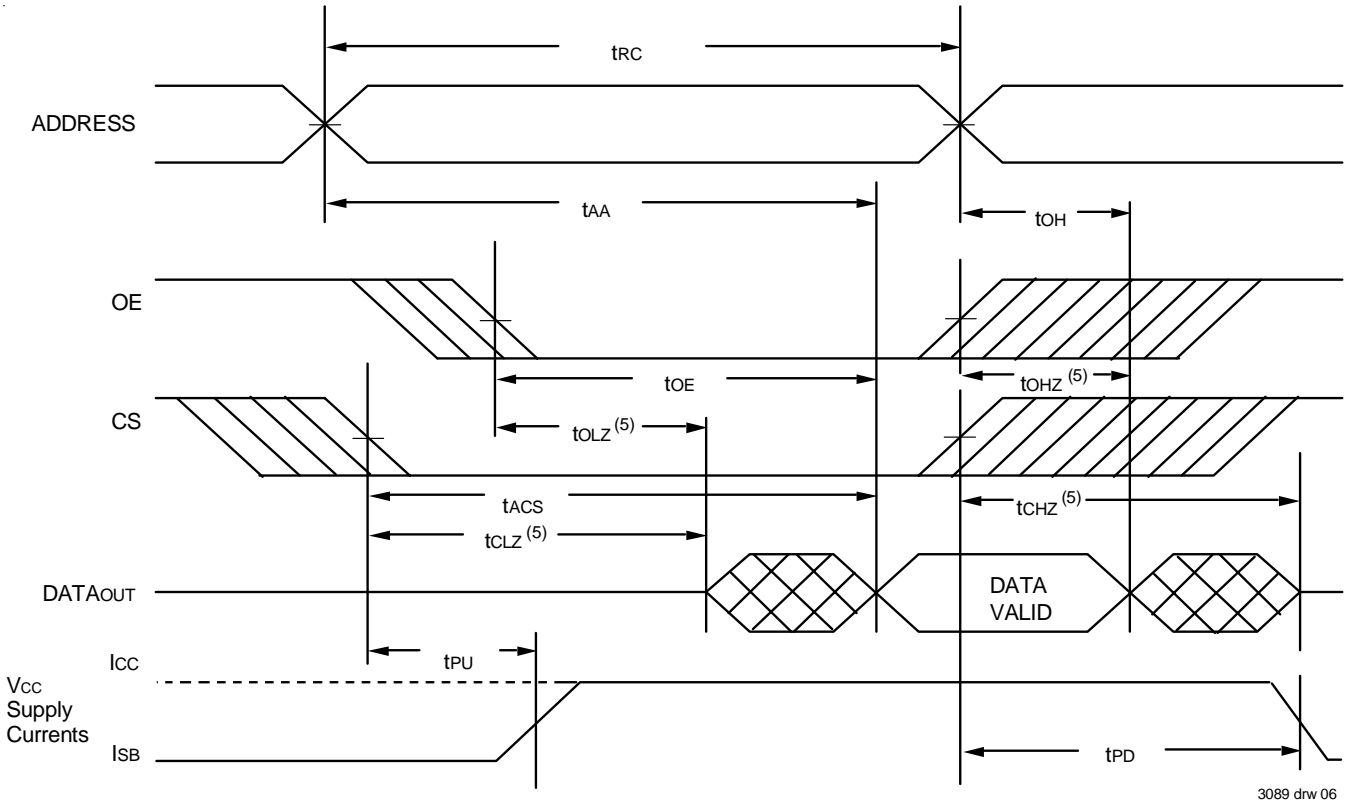 tRC
ADDRESS
tAA
tOH
OE
tOE
tOHZ (5)
CS
tOLZ (5)
tACS
tCHZ (5)
tCLZ (5)
DATAOUT
DATA
VALID
ICC
tPU
VCC
Supply
Currents
ISB
tPD
3089 drw 06